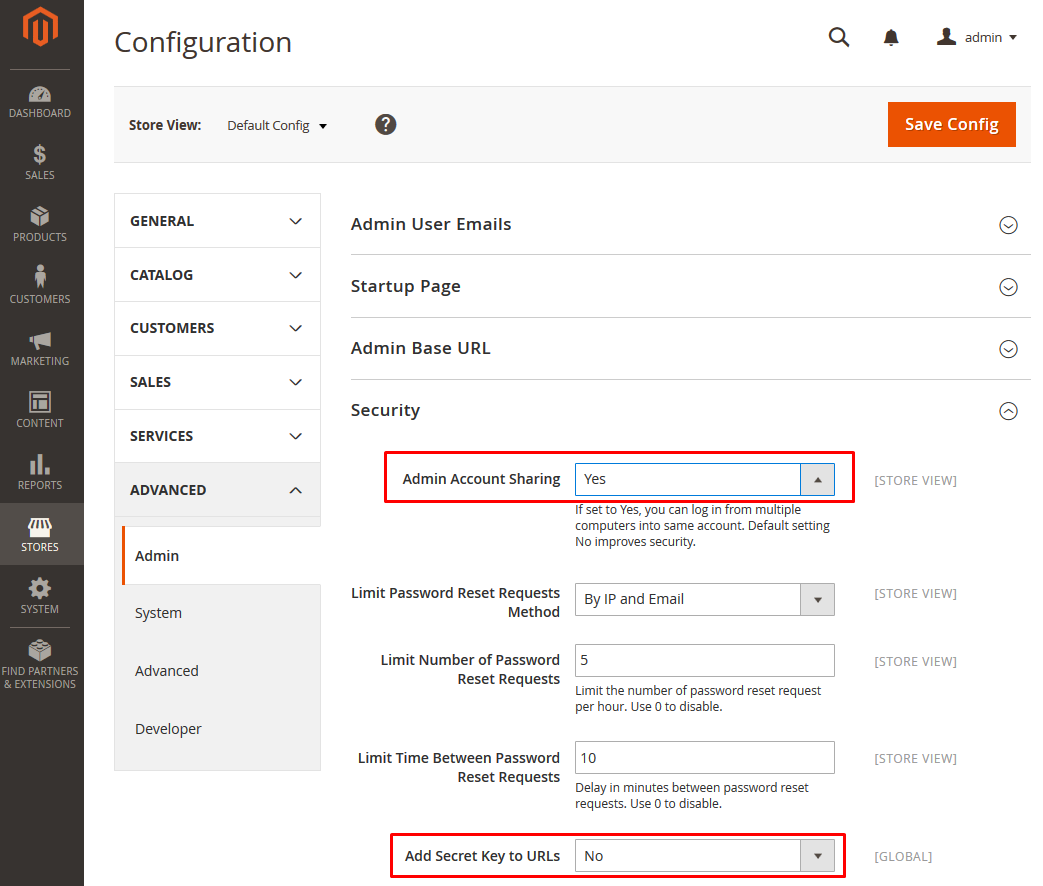 Configuration
admin
DASHBOARD
SALES
PRODUCTS
CUSTOMERS
MARKETING
CONTENT
REPORTS
STORES
SYSTEM
FIND PARTNERS
& EXTENSIONS
Store View: Default Config ?
Save Config
GENERAL
CATALOG
CUSTOMERS
SALES
SERVICES
ADVANCED
Admin
System
Advanced
Developer
Admin User Emails
Startup Page
Admin Base URL
Security
Admin Account Sharing Yes [STORE VIEW]
If set to Yes, you can log in from multiple
computers into same account. Default setting
No improves security.
Limit Password Reset Requests
Method
By IP and Email [STORE VIEW]
Limit Number of Password
Reset Requests
5 [STORE VIEW]
Limit the number of password reset request
per hour. Use 0 to disable.
Limit Time Between Password
Reset Requests
10 [STORE VIEW]
Delay in minutes between password reset
requests. Use 0 to disable.
Add Secret Key to URLs No [GLOBAL]